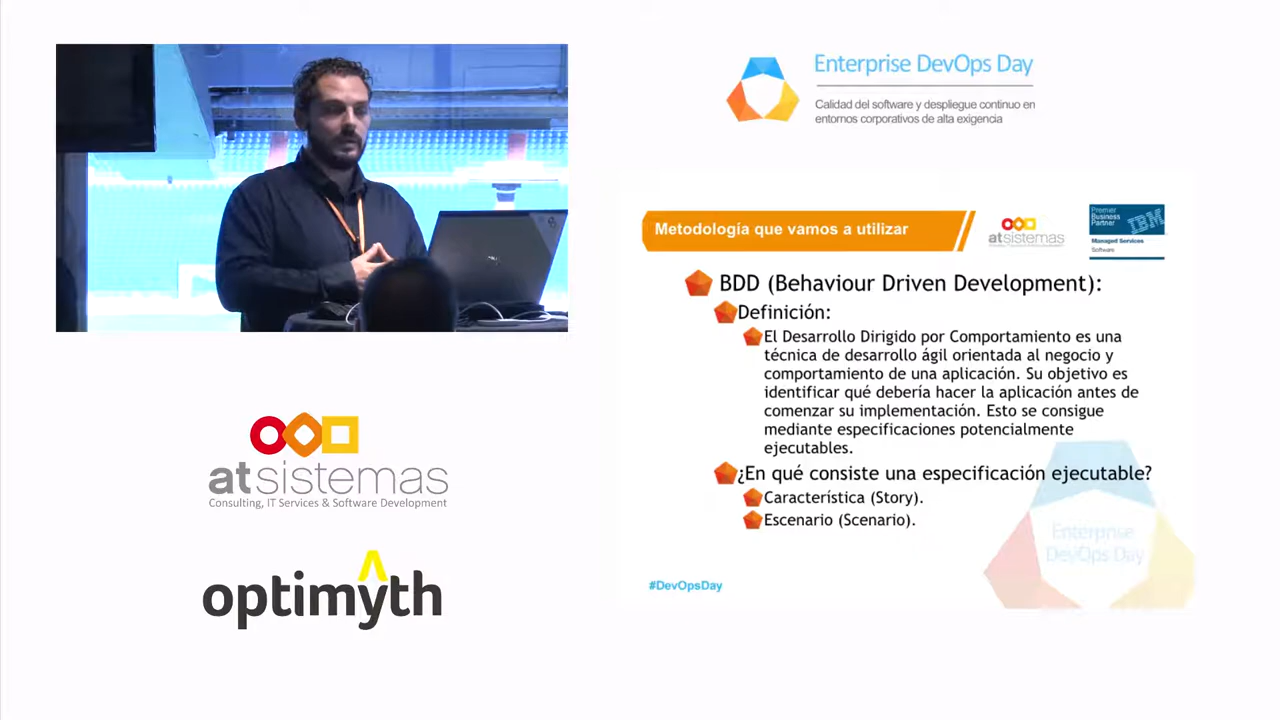 Enterprise DevOps Day
Calidad del software y despliegue continuo en
entornos corporativos de alta exigencia
Metodología que vamos a utilizar
atsistemas
Premier
Business
Partner
IBM
Managed Services
Software
BDD (Behaviour Driven Development):
Definición:
El Desarrollo Dirigido por Comportamiento es una
técnica de desarrollo ágil orientada al negocio y
comportamiento de una aplicación. Su objetivo es
identificar qué debería hacer la aplicación antes de
comenzar su implementación. Esto se consigue
mediante especificaciones potencialmente
ejecutables.
¿En qué consiste una especificación ejecutable?
Característica (Story).
Escenario (Scenario).
Enterprise
DevOps Day
#DevOpsDay
atsistemas
Consulting, IT Services & Software Development
optimyth